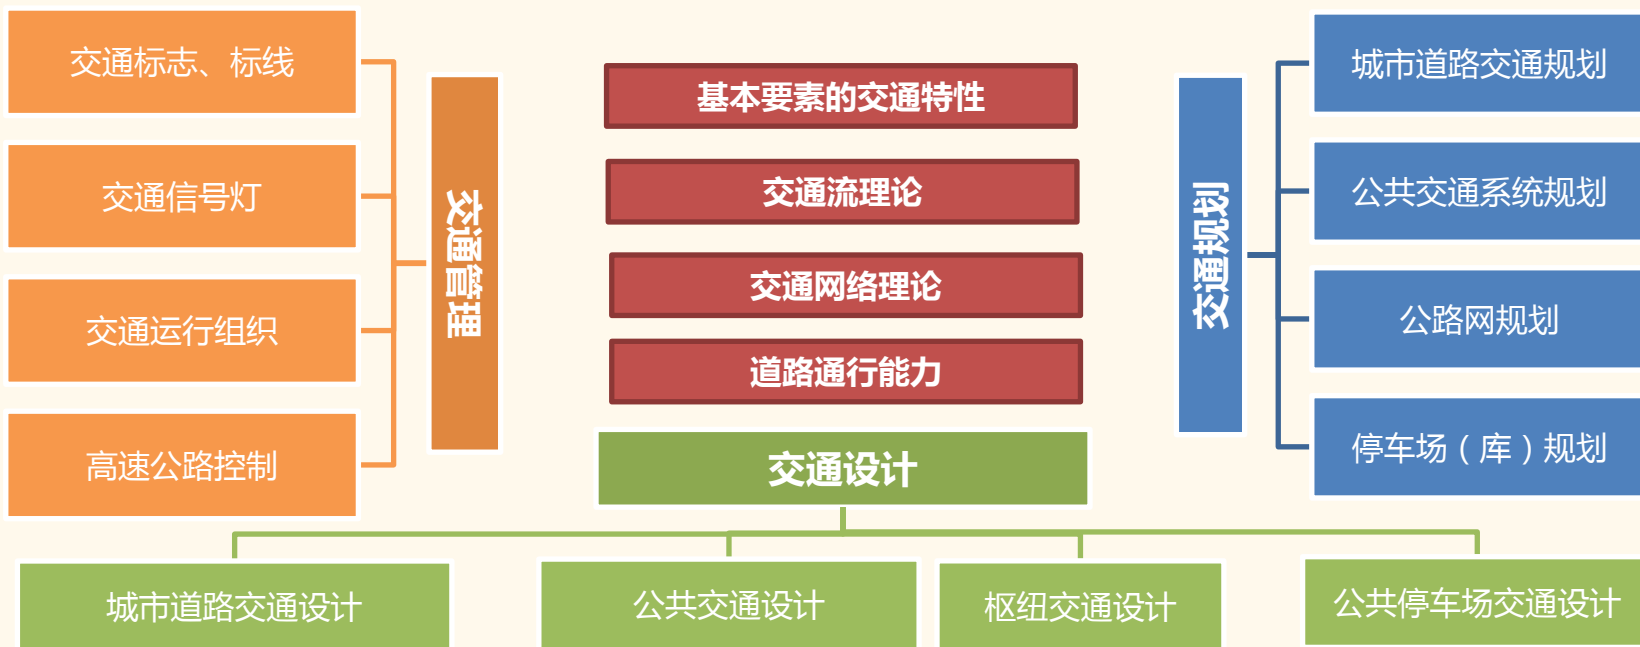 交通标志、标线
交通信号灯
交通运行组织
高速公路控制
交通管理
基本要素的交通特性
交通流理论
交通网络理论
道路通行能力
交通设计
交通规划
城市道路交通规划
公共交通系统规划
公路网规划
停车场（库）规划
城市道路交通设计
公共交通设计
枢纽交通设计
公共停车场交通设计